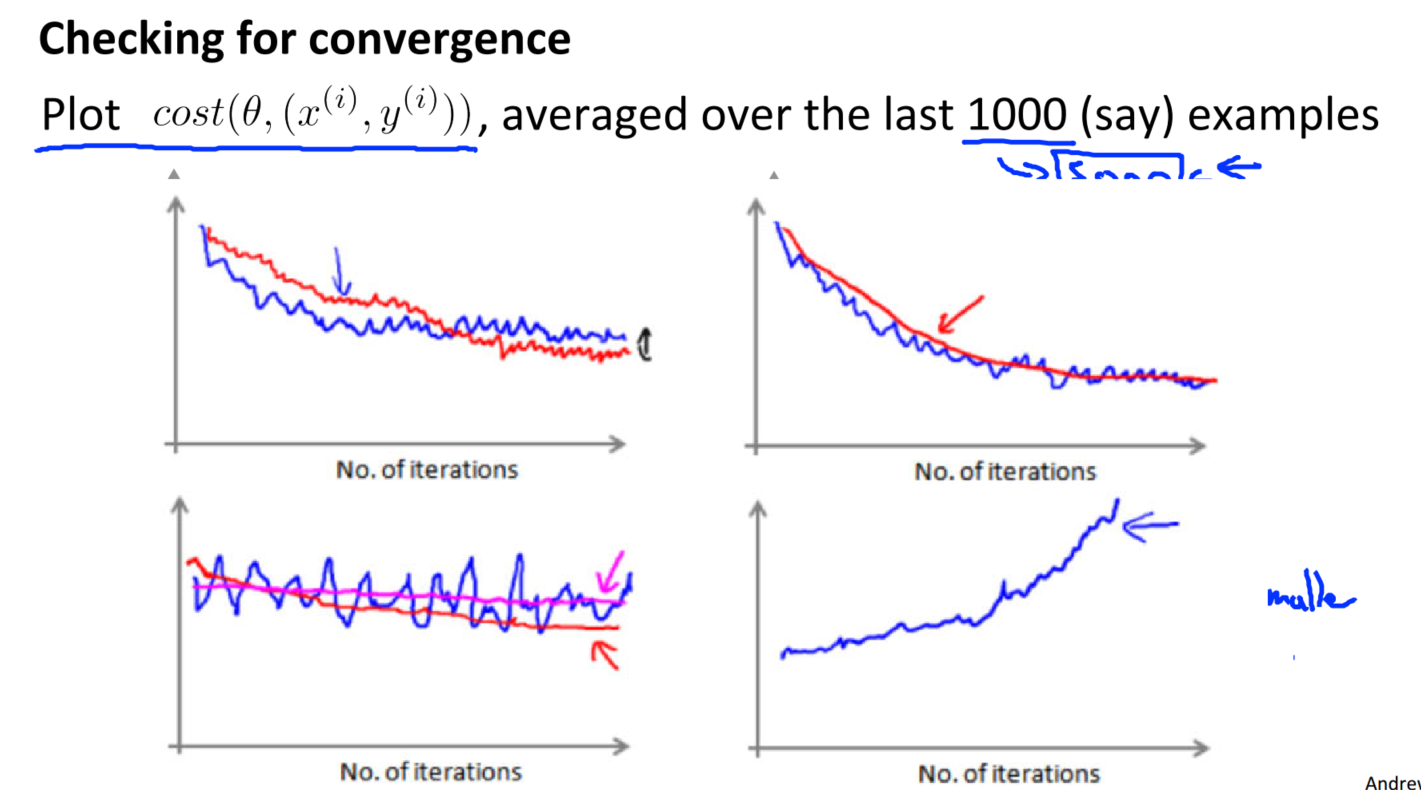 Checking for convergence
Plot cost(θ, (x^{(i)}, y^{(i)})), averaged over the last 1000 (say) examples
No. of iterations
No. of iterations
malle
No. of iterations
No. of iterations
Andrew